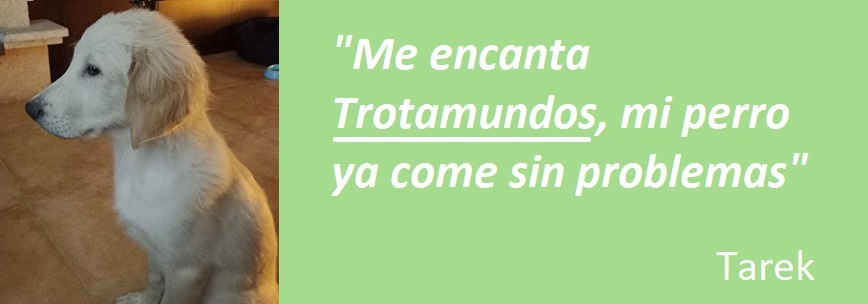 "Me encanta
Trotamundos, mi perro
ya come sin problemas"
Tarek